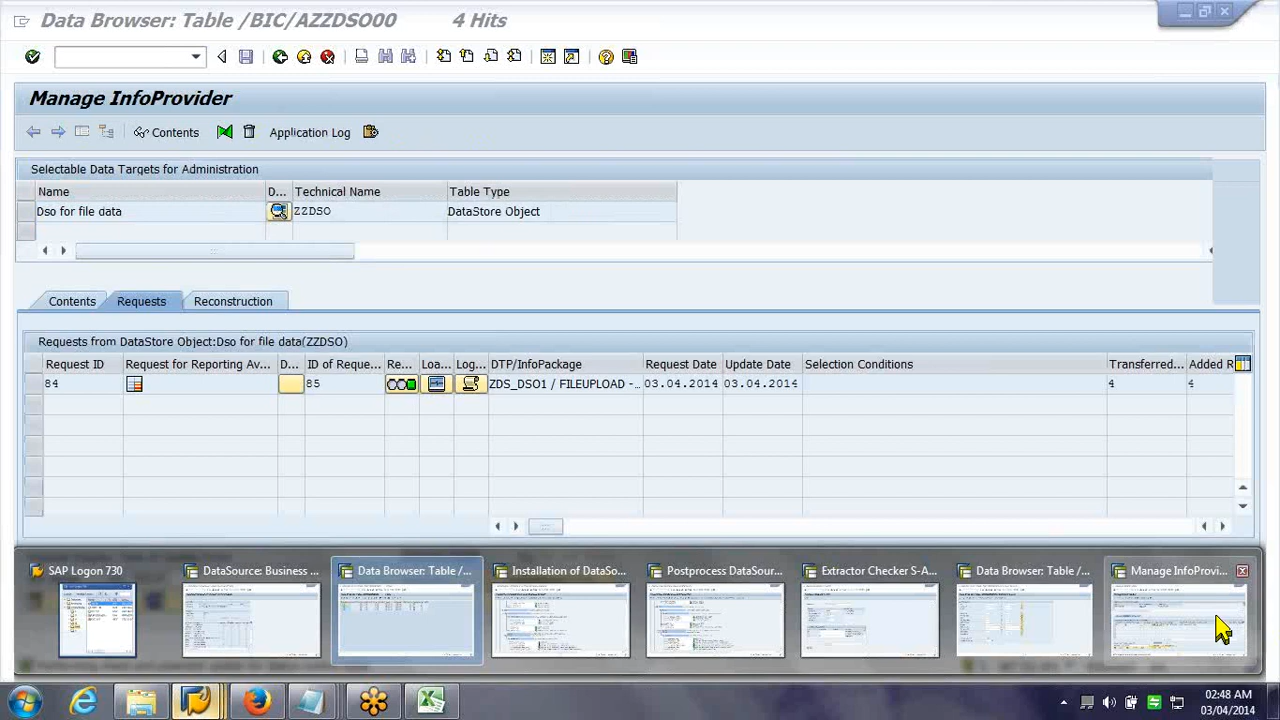 Data Browser: Table /BIC/AZZDSO00 4 Hits
Manage InfoProvider
Contents Application Log
Selectable Data Targets for Administration
Name D... Technical Name Table Type
Dso for file data ZZDSO DataStore Object
Contents Requests Reconstruction
Requests from DataStore Object:Dso for file data(ZZDSO)
Request ID Request for Reporting Av... D... ID of Reque... Re... Loa... Log... DTP/InfoPackage Request Date Update Date Selection Conditions Transferred... Added R
84 85 ZDS_DSO1 / FILEUPLOAD -... 03.04.2014 03.04.2014 4 4
SAP Logon 730 DataSource: Business ... Data Browser: Table /... Installation of DataSo... Postprocess DataSour... Extractor Checker S-A... Data Browser: Table /... Manage InfoProvi...
02:48 AM
03/04/2014